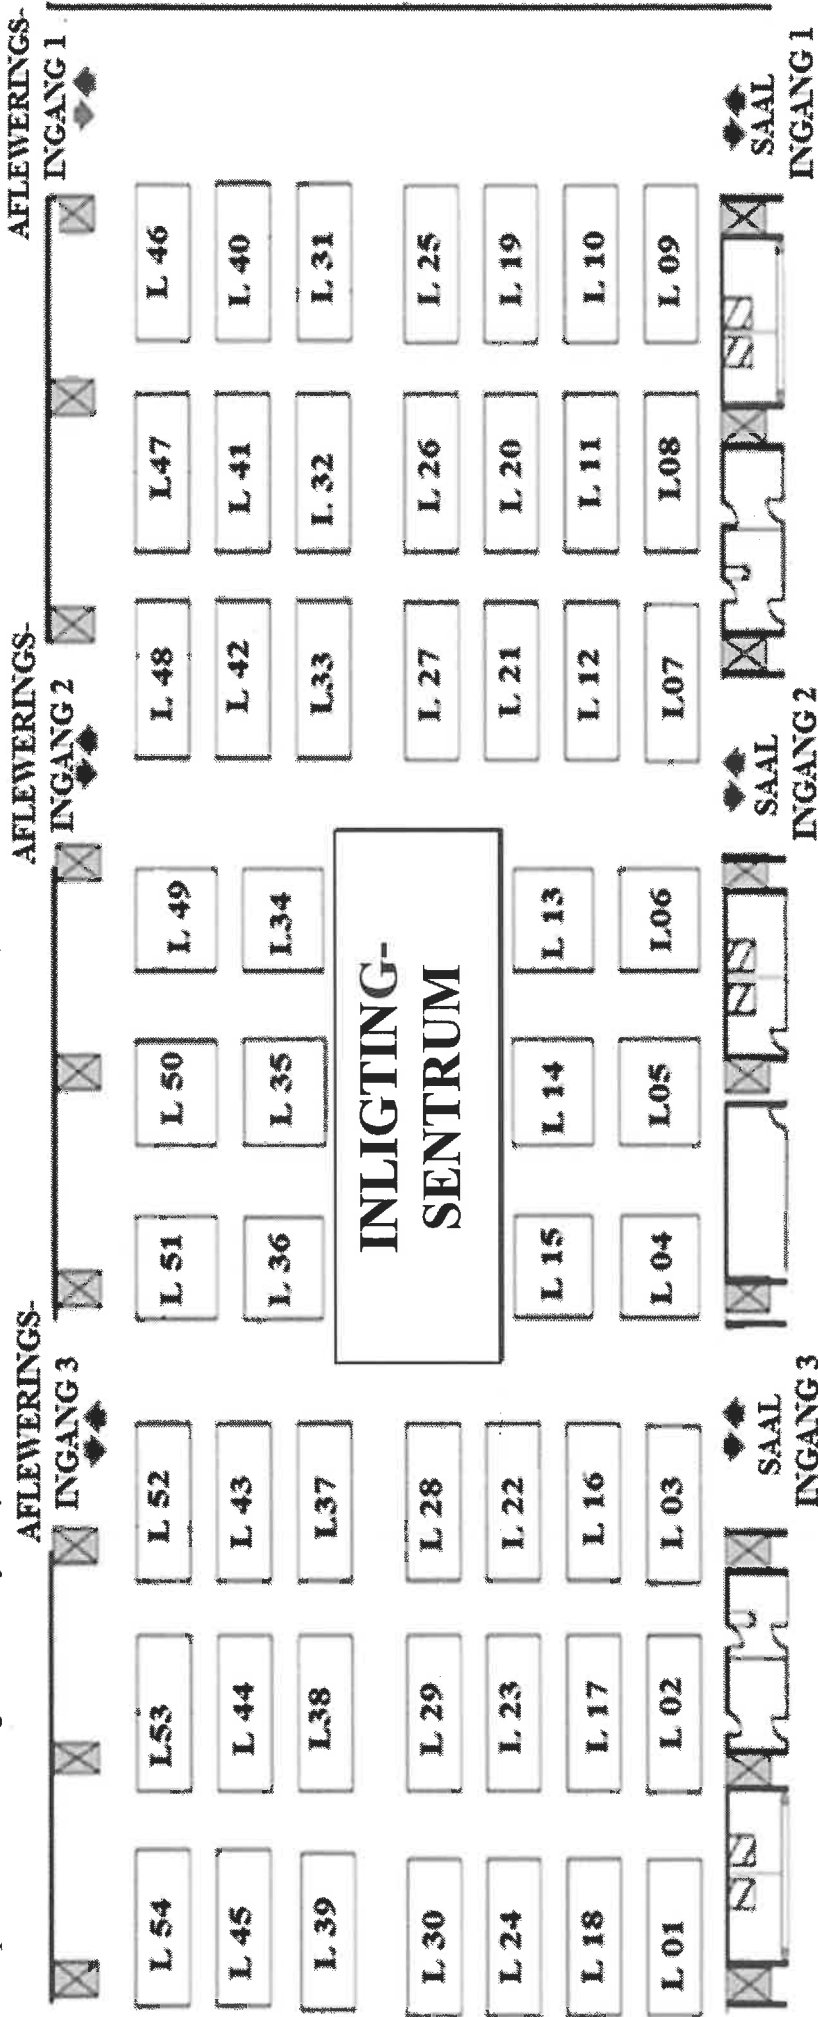 AFLEWERINGS- AFLEWERINGS- AFLEWERINGS-
INGANG 3 INGANG 2 INGANG 1
L 54 L53 L 52 L 51 L 50 L 49 L 48 L47 L 46
L 45 L 44 L 43 L 36 L 35 L34 L 42 L 41 L 40
L 39 L38 L37 L33 L 32 L 31
INLIGTING-
SENTRUM
L 30 L 29 L 28 L 27 L 26 L 25
L 24 L 23 L 22 L 15 L 14 L 13 L 21 L 20 L 19
L 18 L 17 L 16 L 12 L 11 L 10
L 01 L 02 L 03 L 04 L05 L06 L07 L08 L 09
SAAL SAAL SAAL
INGANG 3 INGANG 2 INGANG 1